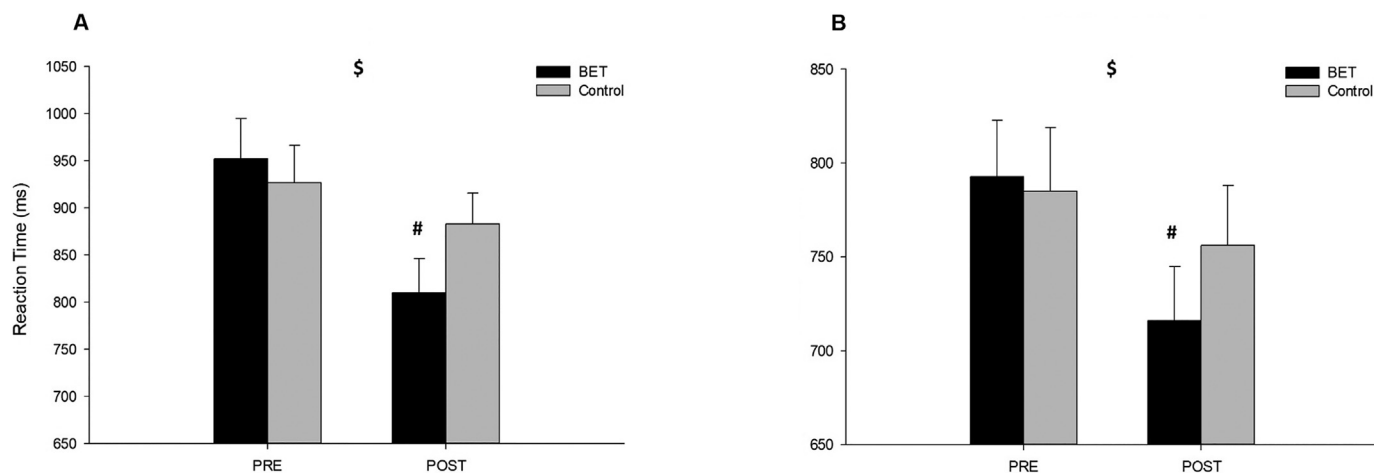 A
1050
1000
950
900
850
800
750
700
650
Reaction Time (ms)
$
BET
Control
#
PRE
POST
B
850
800
750
700
650
$
BET
Control
#
PRE
POST